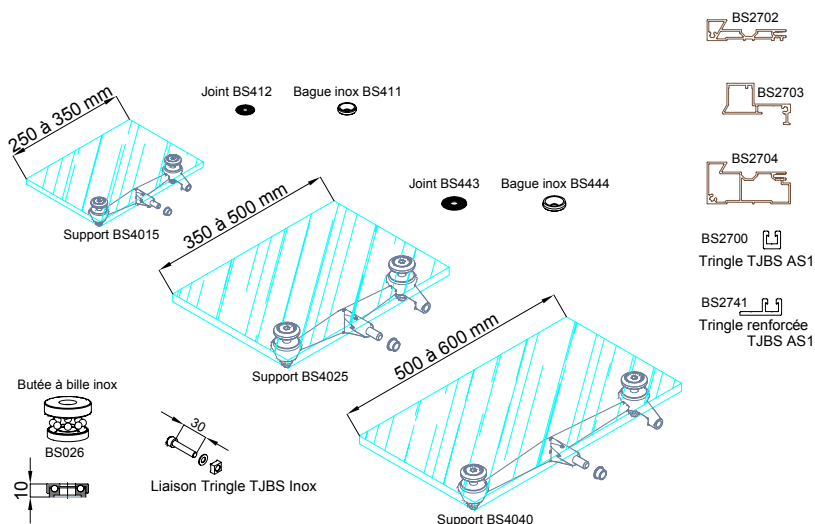 BS2702
Joint BS412
Bague inox BS411
BS2703
250 à 350 mm
BS2704
Joint BS443
Bague inox BS444
Support BS4015
350 à 500 mm
BS2700
Tringle TJBS AS1
BS2741
Tringle renforcée
TJBS AS1
500 à 600 mm
Support BS4025
Butée à bille inox
BS026
30
10
Liaison Tringle TJBS Inox
Support BS4040